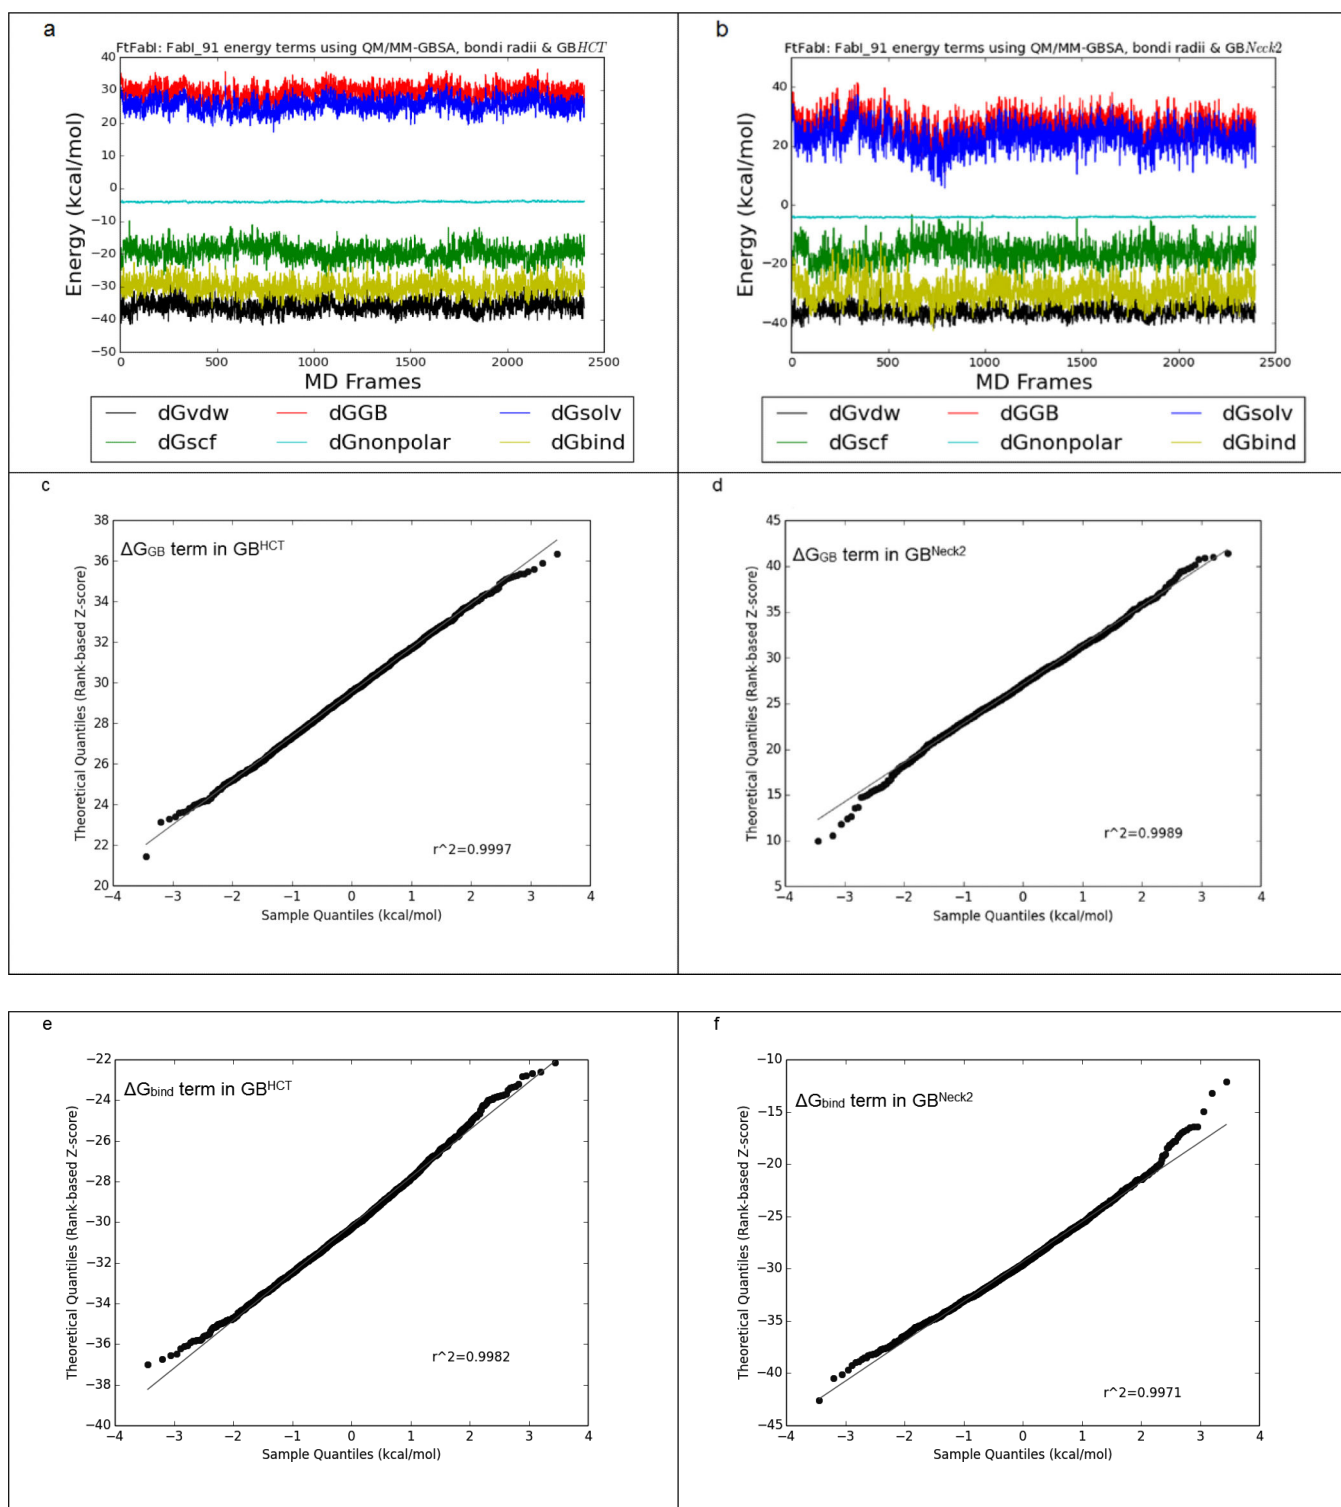 a
FtFabI: FabI_91 energy terms using QM/MM-GBSA, bondi radii & GBHCT
40
30
20
10
0
−10
−20
−30
−40
−50
Energy (kcal/mol)
0 500 1000 1500 2000 2500
MD Frames
dGvdw dGGB dGsolv
dGscf dGnonpolar dGbind
b
FtFabI: FabI_91 energy terms using QM/MM-GBSA, bondi radii & GBNeck2
40
20
0
−20
−40
Energy (kcal/mol)
0 500 1000 1500 2000 2500
MD Frames
dGvdw dGGB dGsolv
dGscf dGnonpolar dGbind
c
38
36
34
32
30
28
26
24
22
20
Theoretical Quantiles (Rank-based Z-score)
ΔGGB term in GBHCT
r^2=0.9997
−4 −3 −2 −1 0 1 2 3 4
Sample Quantiles (kcal/mol)
d
45
40
35
30
25
20
15
10
5
Theoretical Quantiles (Rank-based Z-score)
ΔGGB term in GBNeck2
r^2=0.9989
−4 −3 −2 −1 0 1 2 3 4
Sample Quantiles (kcal/mol)
e
−22
−24
−26
−28
−30
−32
−34
−36
−38
−40
Theoretical Quantiles (Rank-based Z-score)
ΔGbind term in GBHCT
r^2=0.9982
−4 −3 −2 −1 0 1 2 3 4
Sample Quantiles (kcal/mol)
f
−10
−15
−20
−25
−30
−35
−40
−45
Theoretical Quantiles (Rank-based Z-score)
ΔGbind term in GBNeck2
r^2=0.9971
−4 −3 −2 −1 0 1 2 3 4
Sample Quantiles (kcal/mol)